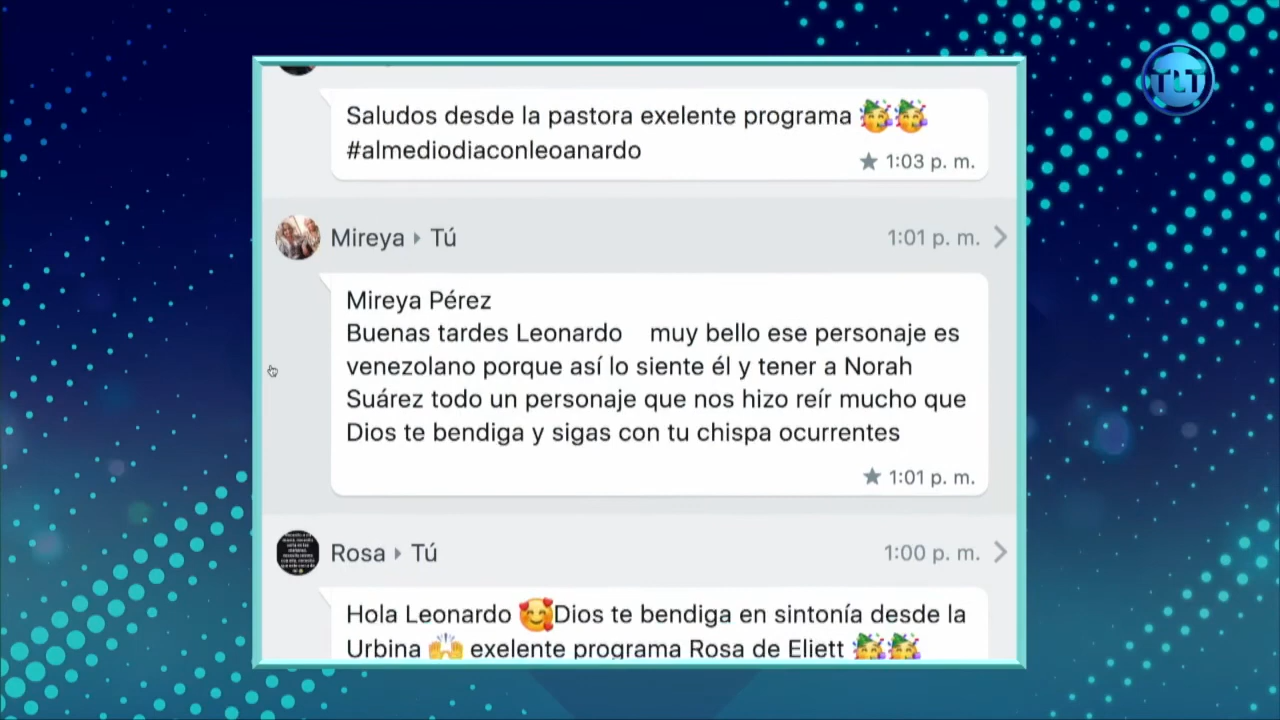 TLT
Saludos desde la pastora exelente programa 🥳🥳
#almediodiaconleoanardo
★ 1:03 p. m.
Mireya ▸ Tú
1:01 p. m.
Mireya Pérez
Buenas tardes Leonardo muy bello ese personaje es
venezolano porque así lo siente él y tener a Norah
Suárez todo un personaje que nos hizo reír mucho que
Dios te bendiga y sigas con tu chispa ocurrentes
★ 1:01 p. m.
Rosa ▸ Tú
1:00 p. m.
Hola Leonardo 🥰Dios te bendiga en sintonía desde la
Urbina 🙌 exelente programa Rosa de Eliett 🥳🥳